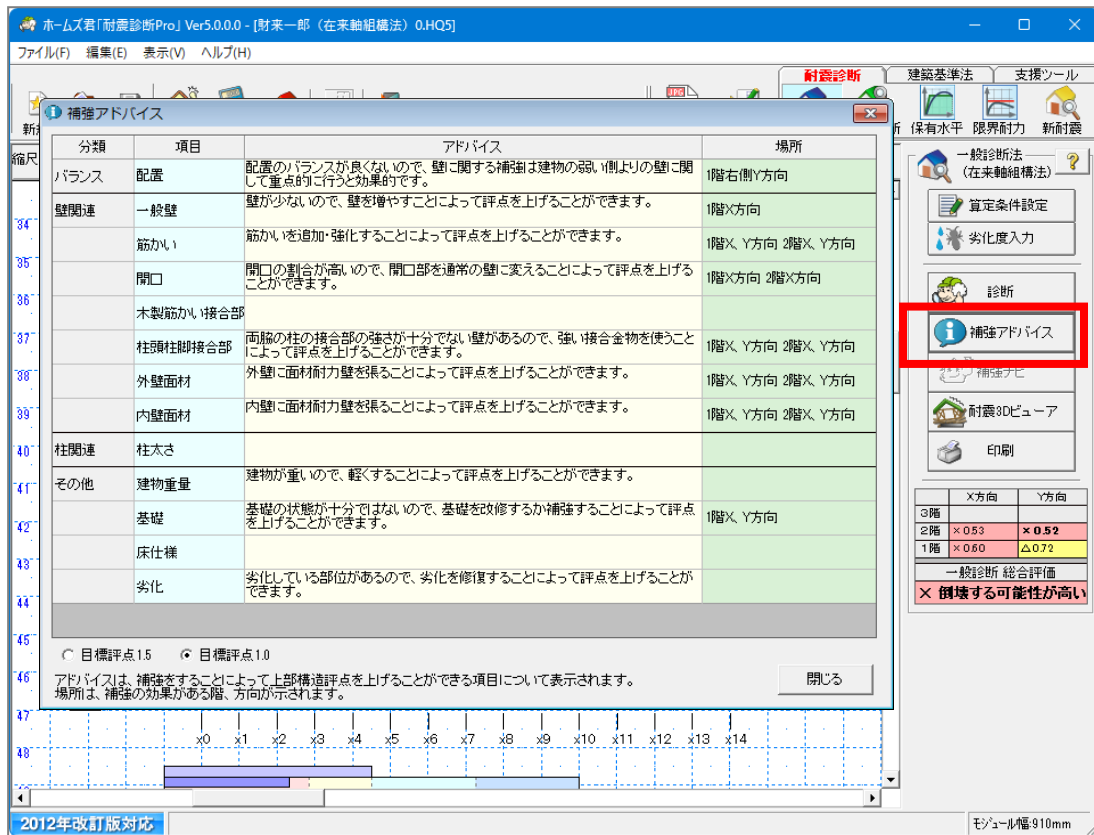 ホームズ君「耐震診断Pro」 Ver5.0.0.0 - [財来一郎（在来軸組構法）0.HQ5]
ファイル(F) 編集(E) 表示(V) ヘルプ(H)
耐震診断 建築基準法 支援ツール
保有水平 限界耐力 新耐震
縮尺
補強アドバイス
分類 項目 アドバイス 場所
バランス 配置 配置のバランスが良くないので、壁に関する補強は建物の弱い側よりの壁に関
して重点的に行うと効果的です。 1階右側Y方向
壁関連 一般壁 壁が少ないので、壁を増やすことによって評点を上げることができます。 1階X方向
筋かい 筋かいを追加・強化することによって評点を上げることができます。 1階X、Y方向 2階X、Y方向
開口 開口の割合が高いので、開口部を通常の壁に変えることによって評点を上げる
ことができます。 1階X方向 2階X方向
木製筋かい接合部
柱頭柱脚接合部 両脇の柱の接合部の強さが十分でない壁があるので、強い接合金物を使うこと
によって評点を上げることができます。 1階X、Y方向 2階X、Y方向
外壁面材 外壁に面材耐力壁を張ることによって評点を上げることができます。 1階X、Y方向 2階X、Y方向
内壁面材 内壁に面材耐力壁を張ることによって評点を上げることができます。 1階X、Y方向 2階X、Y方向
柱関連 柱太さ
その他 建物重量 建物が重いので、軽くすることによって評点を上げることができます。
基礎 基礎の状態が十分ではないので、基礎を改修するか補強することによって評点
を上げることができます。 1階X、Y方向
床仕様
劣化 劣化している部位があるので、劣化を修復することによって評点を上げることが
できます。
目標評点1.5 目標評点1.0
アドバイスは、補強をすることによって上部構造評点を上げることができる項目について表示されます。
場所は、補強の効果がある階、方向が示されます。
閉じる
34
35
36
37
38
39
40
41
42
43
44
45
46
47
48
x0 x1 x2 x3 x4 x5 x6 x7 x8 x9 x10 x11 x12 x13 x14
一般診断法
(在来軸組構法)
?
算定条件設定
劣化度入力
診断
補強アドバイス
補強ナビ
耐震3Dビューア
印刷
X方向 Y方向
3階
2階 ×0.53 ×0.52
1階 ×0.60 △0.72
一般診断 総合評価
× 倒壊する可能性が高い
2012年改訂版対応
モジュール幅:910mm